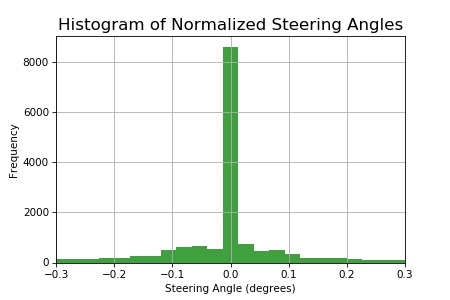 Histogram of Normalized Steering Angles
8000
6000
4000
2000
0
Frequency
−0.3 −0.2 −0.1 0.0 0.1 0.2 0.3
Steering Angle (degrees)